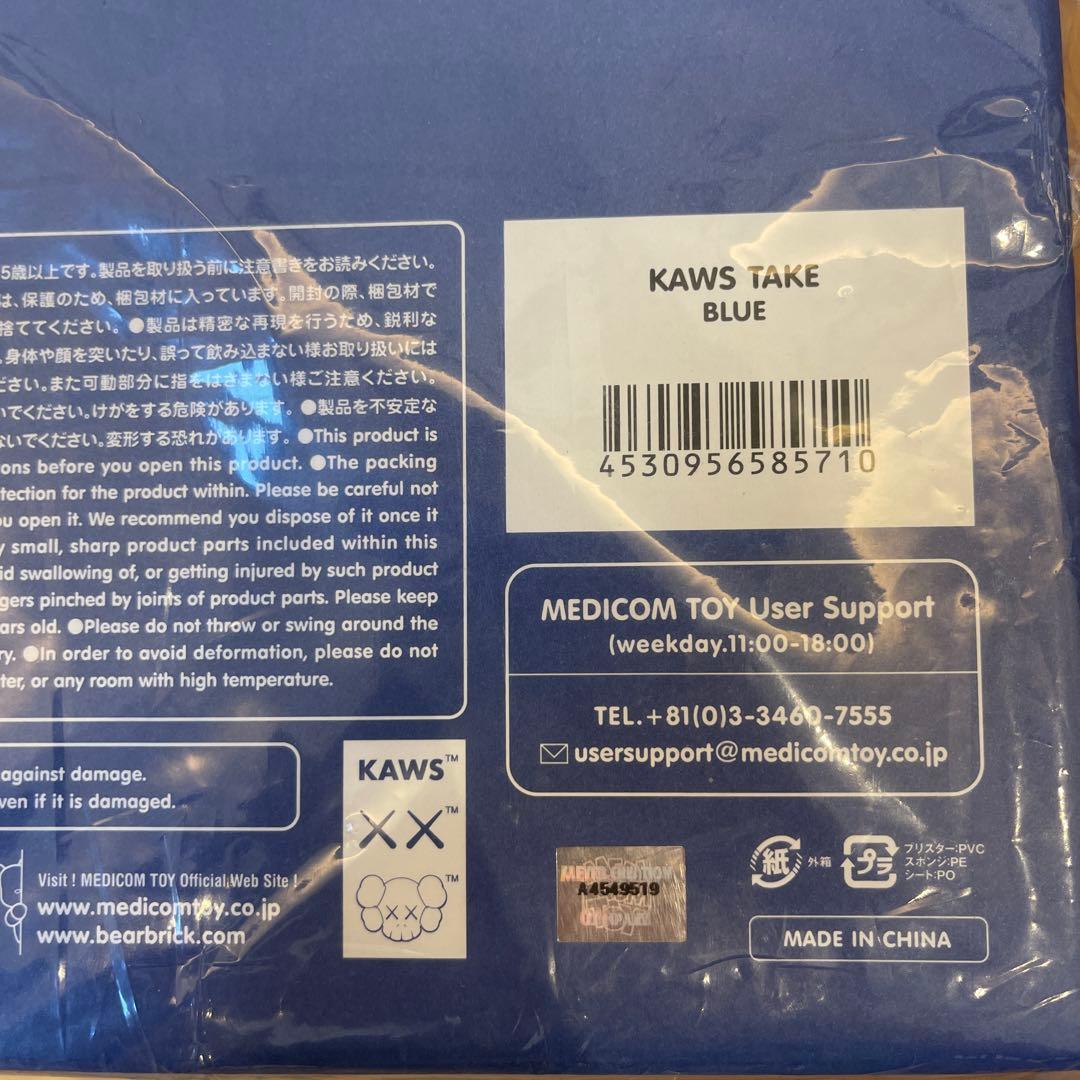 5歳以上です。製品を取り扱う前に注意書きをお読みください。
は、保護のため、梱包材に入っています。開封の際、梱包材で
捨ててください。 ●製品は精密な再現を行うため、鋭利な
。身体や顔を突いたり、誤って飲み込まない様お取り扱いには
ださい。また可動部分に指をはさまない様ご注意ください。
いでください。けがをする危険があります。 ●製品を不安定な
ないでください。変形する恐れがあります。 ●This product is
ons before you open this product. ●The packing
tection for the product within. Please be careful not
ou open it. We recommend you dispose of it once it
y small, sharp product parts included within this
id swallowing of, or getting injured by such product
gers pinched by joints of product parts. Please keep
ars old. ●Please do not throw or swing around the
ry. ●In order to avoid deformation, please do not
ter, or any room with high temperature.
against damage.
ven if it is damaged.
Visit ! MEDICOM TOY Official Web Site !
www.medicomtoy.co.jp
www.bearbrick.com
KAWS™
XX™
™
KAWS TAKE
BLUE
4530956585710
MEDICOM TOY User Support
(weekday.11:00-18:00)
TEL.+81(0)3-3460-7555
usersupport@medicomtoy.co.jp
MEDICOM TOY
A4549519
紙 外箱
プラ
ブリスター:PVC
スポンジ:PE
シート:PO
MADE IN CHINA